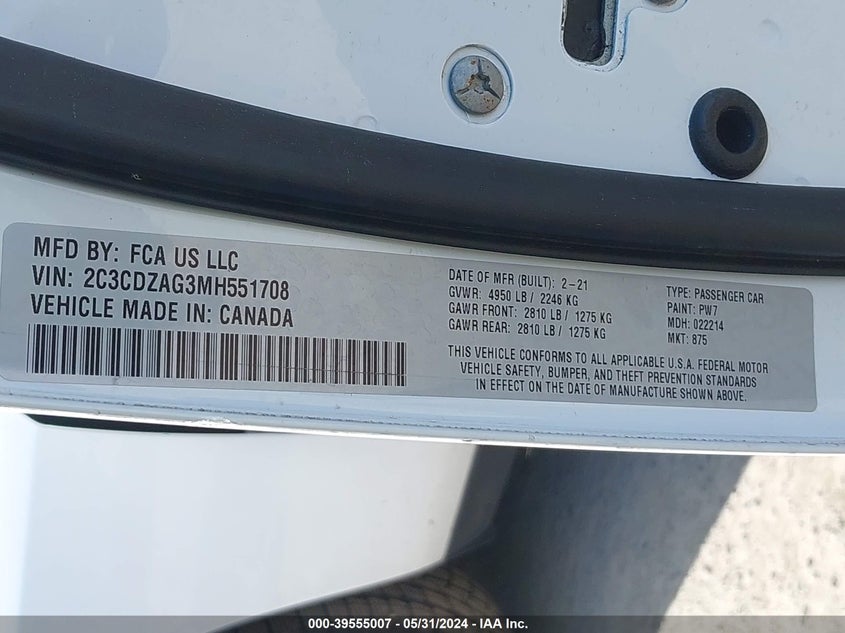 MFD BY: FCA US LLC
VIN: 2C3CDZAG3MH551708
VEHICLE MADE IN: CANADA
DATE OF MFR (BUILT): 2-21
GVWR: 4950 LB / 2246 KG
GAWR FRONT: 2810 LB / 1275 KG
GAWR REAR: 2810 LB / 1275 KG
TYPE: PASSENGER CAR
PAINT: PW7
MDH: 022214
MKT: 875
THIS VEHICLE CONFORMS TO ALL APPLICABLE U.S.A. FEDERAL MOTOR
VEHICLE SAFETY, BUMPER, AND THEFT PREVENTION STANDARDS
IN EFFECT ON THE DATE OF MANUFACTURE SHOWN ABOVE.
000-39555007 - 05/31/2024 - IAA Inc.